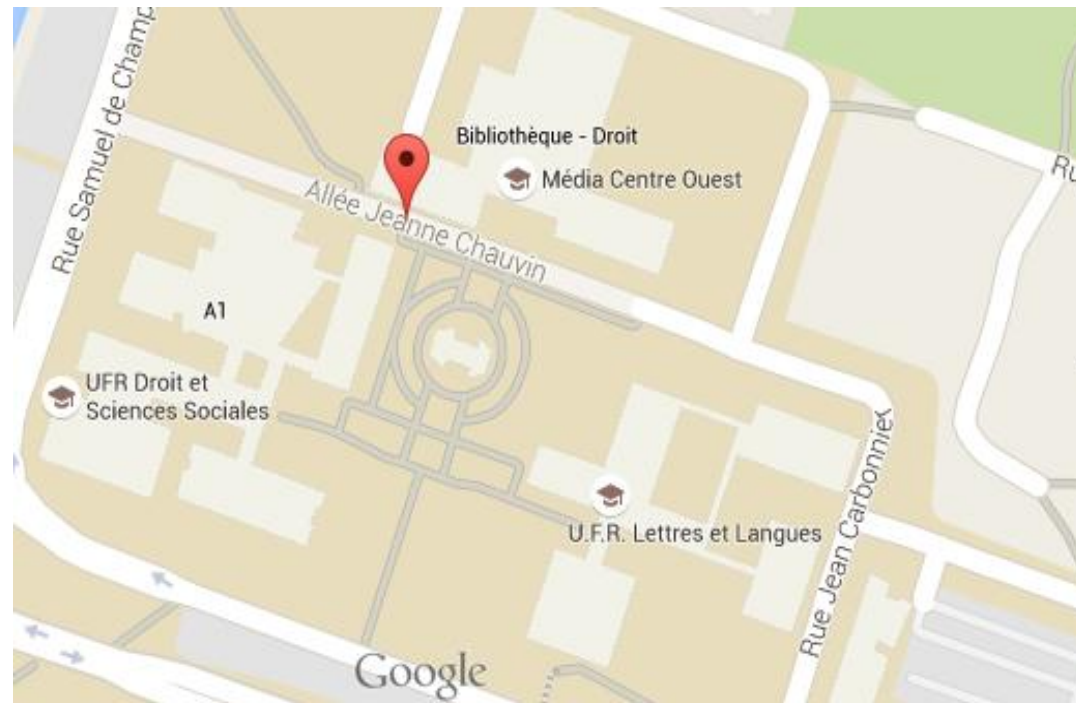 Rue Samuel de Champ
Bibliothèque - Droit
Média Centre Ouest
Ru
Allée Jeanne Chauvin
A1
UFR Droit et
Sciences Sociales
U.F.R. Lettres et Langues
Rue Jean Carbonnier
Google